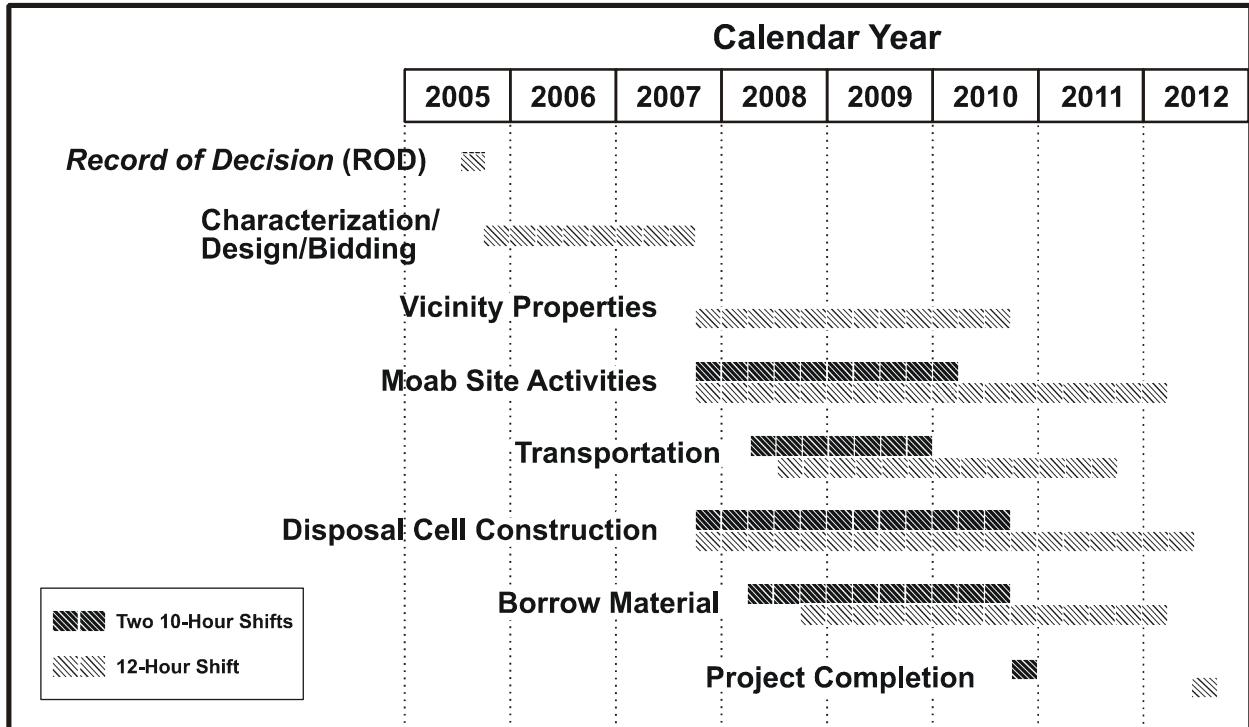 Calendar Year
2005 2006 2007 2008 2009 2010 2011 2012
Record of Decision (ROD)
Characterization/
Design/Bidding
Vicinity Properties
Moab Site Activities
Transportation
Disposal Cell Construction
Borrow Material
Two 10-Hour Shifts
12-Hour Shift
Project Completion